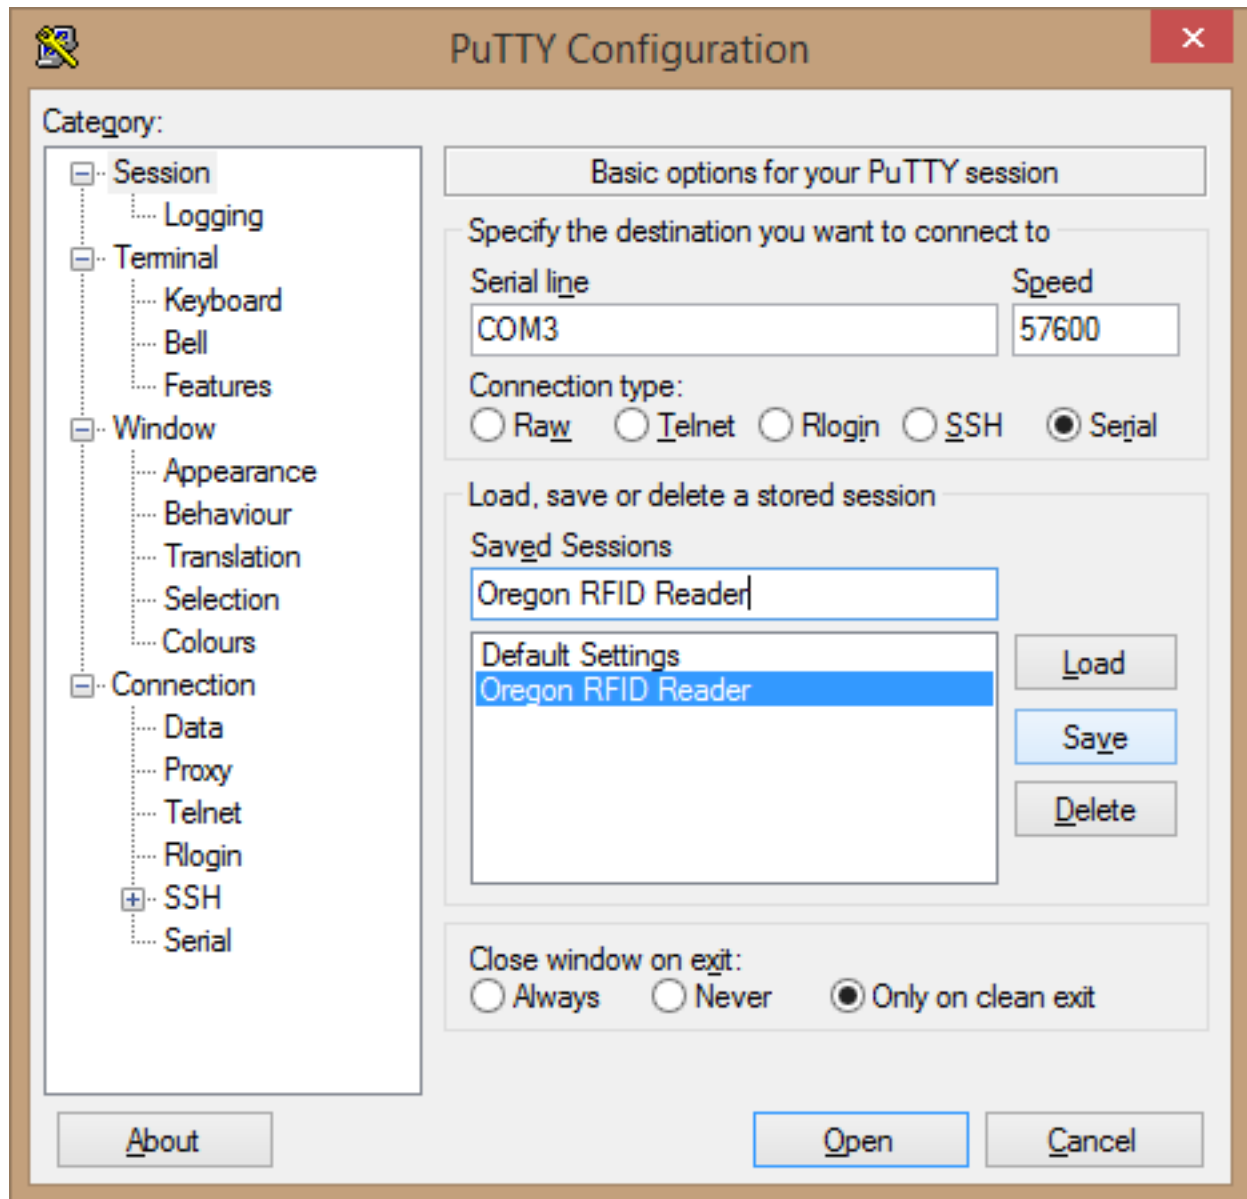 PuTTY Configuration
Category:
Session
Logging
Terminal
Keyboard
Bell
Features
Window
Appearance
Behaviour
Translation
Selection
Colours
Connection
Data
Proxy
Telnet
Rlogin
SSH
Serial
Basic options for your PuTTY session
Specify the destination you want to connect to
Serial line Speed
COM3 57600
Connection type:
Raw Telnet Rlogin SSH Serial
Load, save or delete a stored session
Saved Sessions
Oregon RFID Reader
Default Settings
Oregon RFID Reader
Load
Save
Delete
Close window on exit:
Always Never Only on clean exit
About Open Cancel